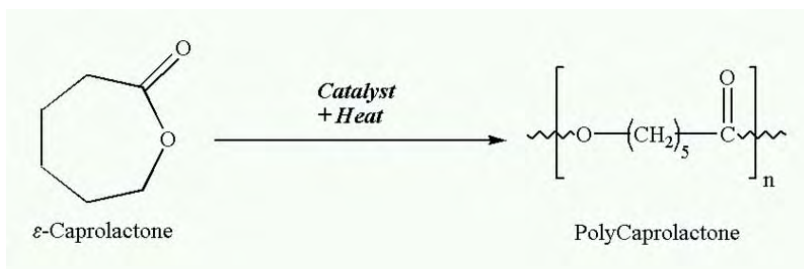 O
O
Catalyst
+Heat
O
O (CH2)5 C
n
ε-Caprolactone
PolyCaprolactone